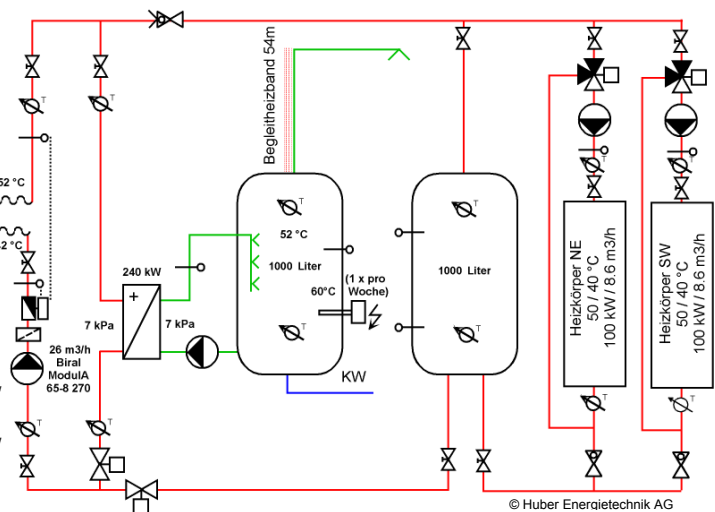 Begleitheizband 54m
T
T
T
T
T
52 °C
52 °C
T
1000 Liter
T
1000 Liter
240 kW
+
-
7 kPa
7 kPa
(1 x pro
Woche)
60°C
T
T
26 m3/h
Biral
ModulA
65-8 270
KW
Heizkörper NE
50 / 40 °C
100 kW / 8.6 m3/h
Heizkörper SW
50 / 40 °C
100 kW / 8.6 m3/h
T
T
T
T
© Huber Energietechnik AG